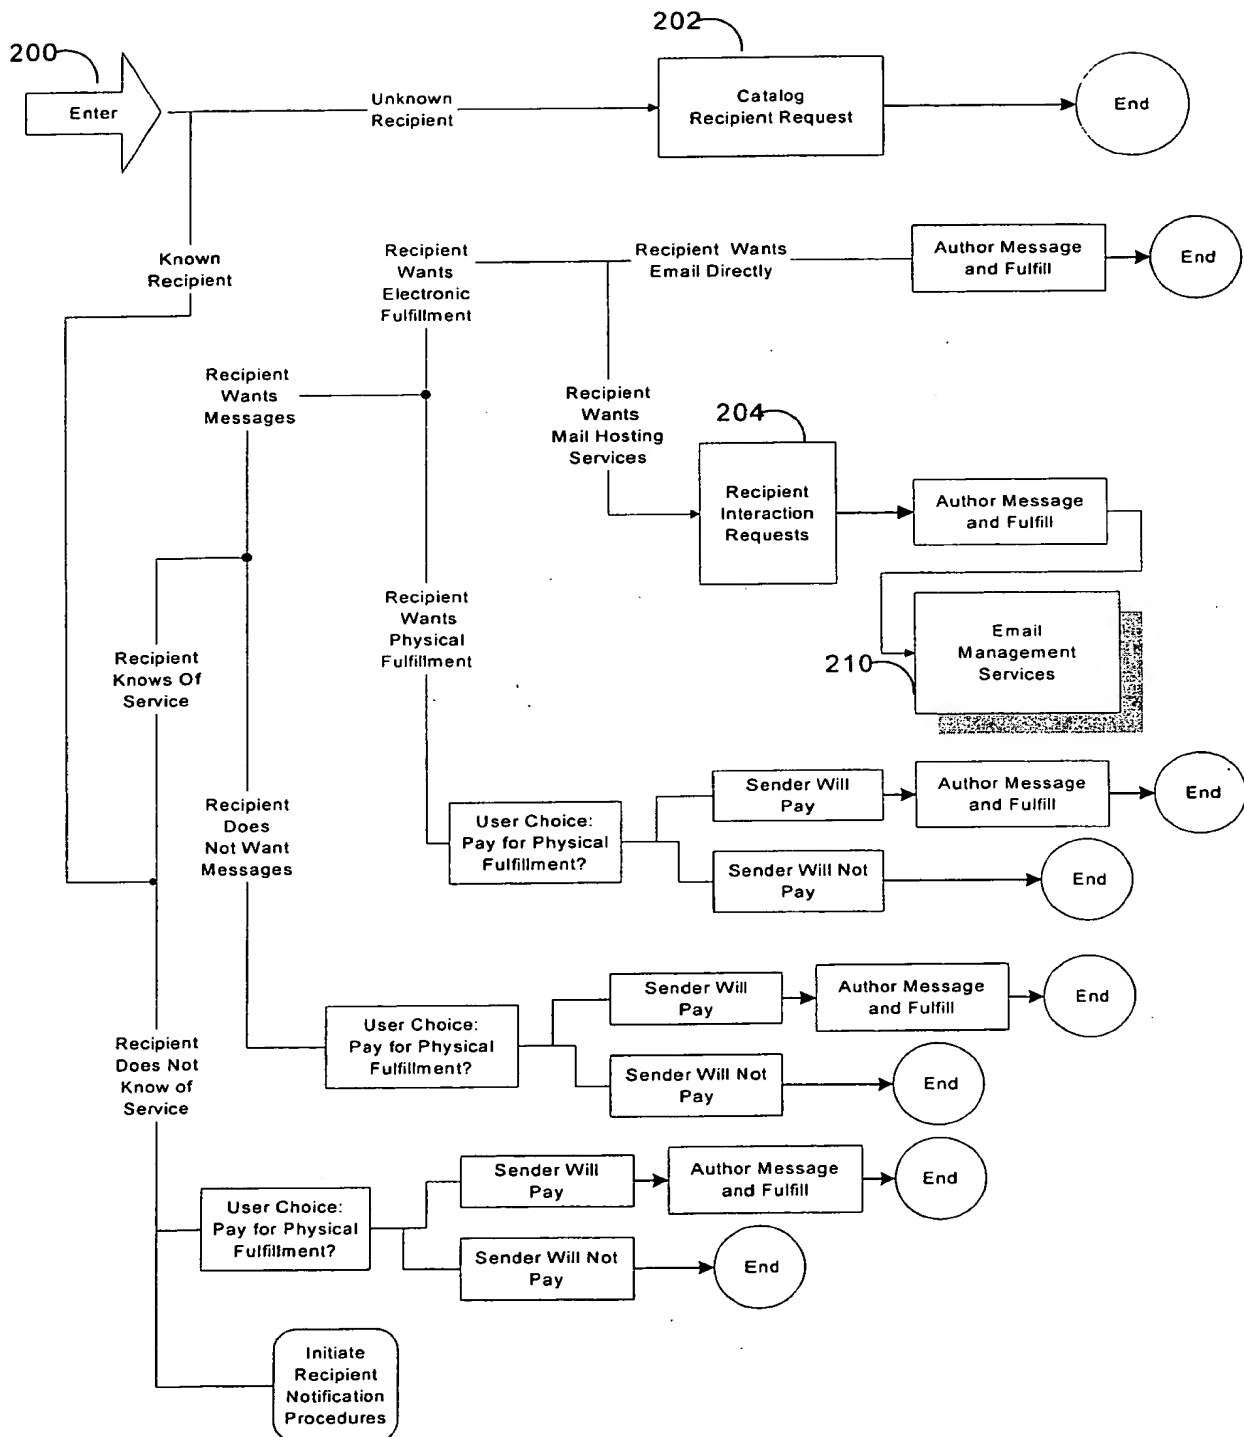 200
Enter
Unknown
Recipient
202
Catalog
Recipient Request
End
Known
Recipient
Recipient
Wants
Electronic
Fulfillment
Recipient Wants
Email Directly
Author Message
and Fulfill
End
Recipient
Wants
Messages
Recipient
Wants
Mail Hosting
Services
204
Recipient
Interaction
Requests
Author Message
and Fulfill
Recipient
Wants
Physical
Fulfillment
Email
Management
Services
210
Recipient
Knows Of
Service
Recipient
Does
Not Want
Messages
User Choice:
Pay for Physical
Fulfillment?
Sender Will
Pay
Author Message
and Fulfill
End
Sender Will Not
Pay
End
Recipient
Does Not
Know of
Service
User Choice:
Pay for Physical
Fulfillment?
Sender Will
Pay
Author Message
and Fulfill
End
Sender Will Not
Pay
End
User Choice:
Pay for Physical
Fulfillment?
Sender Will
Pay
Author Message
and Fulfill
End
Sender Will Not
Pay
End
Initiate
Recipient
Notification
Procedures